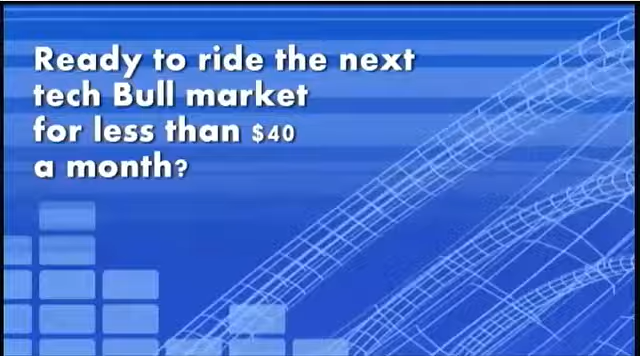 Ready to ride the next
tech Bull market
for less than $40
a month?